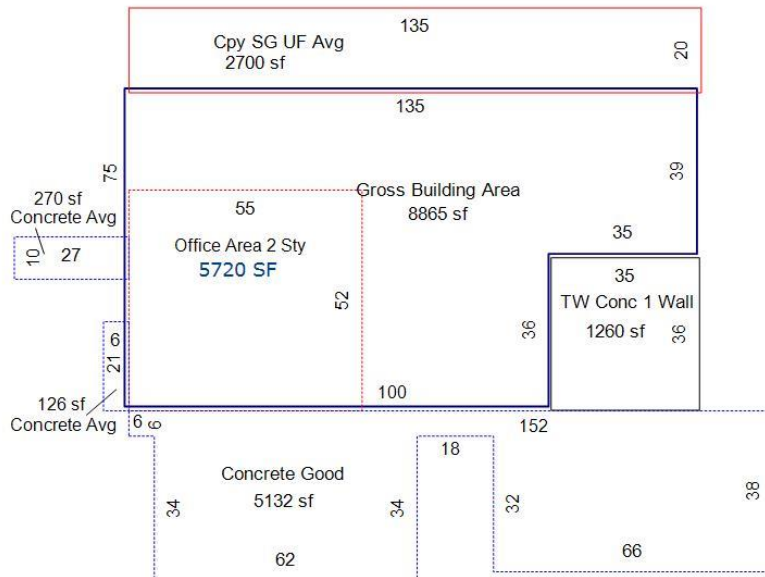 135
Cpy SG UF Avg
2700 sf
20
135
75
39
270 sf
Concrete Avg
Gross Building Area
8865 sf
55
35
10
27
Office Area 2 Sty
5720 SF
52
35
TW Conc 1 Wall
1260 sf
36
36
6
21
126 sf
Concrete Avg
100
6
6
152
18
Concrete Good
5132 sf
34
34
32
38
62
66